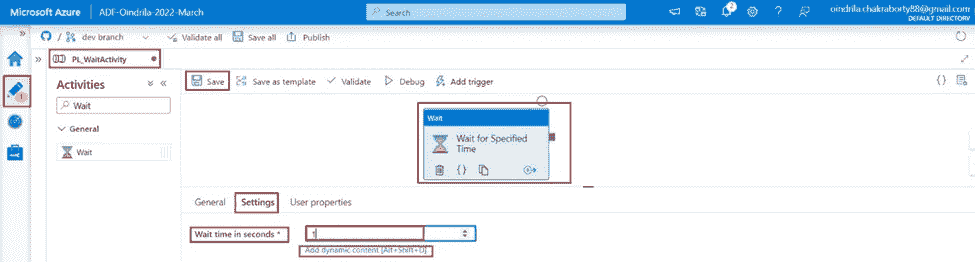 Microsoft Azure | ADF-Oindrila-2022-March
Search
2
oindrila.chakraborty88@gmail.com
DEFAULT DIRECTORY
dev branch
Validate all
Save all
Publish
PL_WaitActivity
1
Activities
Wait
General
Wait
Save
Save as template
Validate
Debug
Add trigger
Wait
Wait for Specified
Time
General
Settings
User properties
Wait time in seconds *
1
Add dynamic content [Alt+Shift+D]